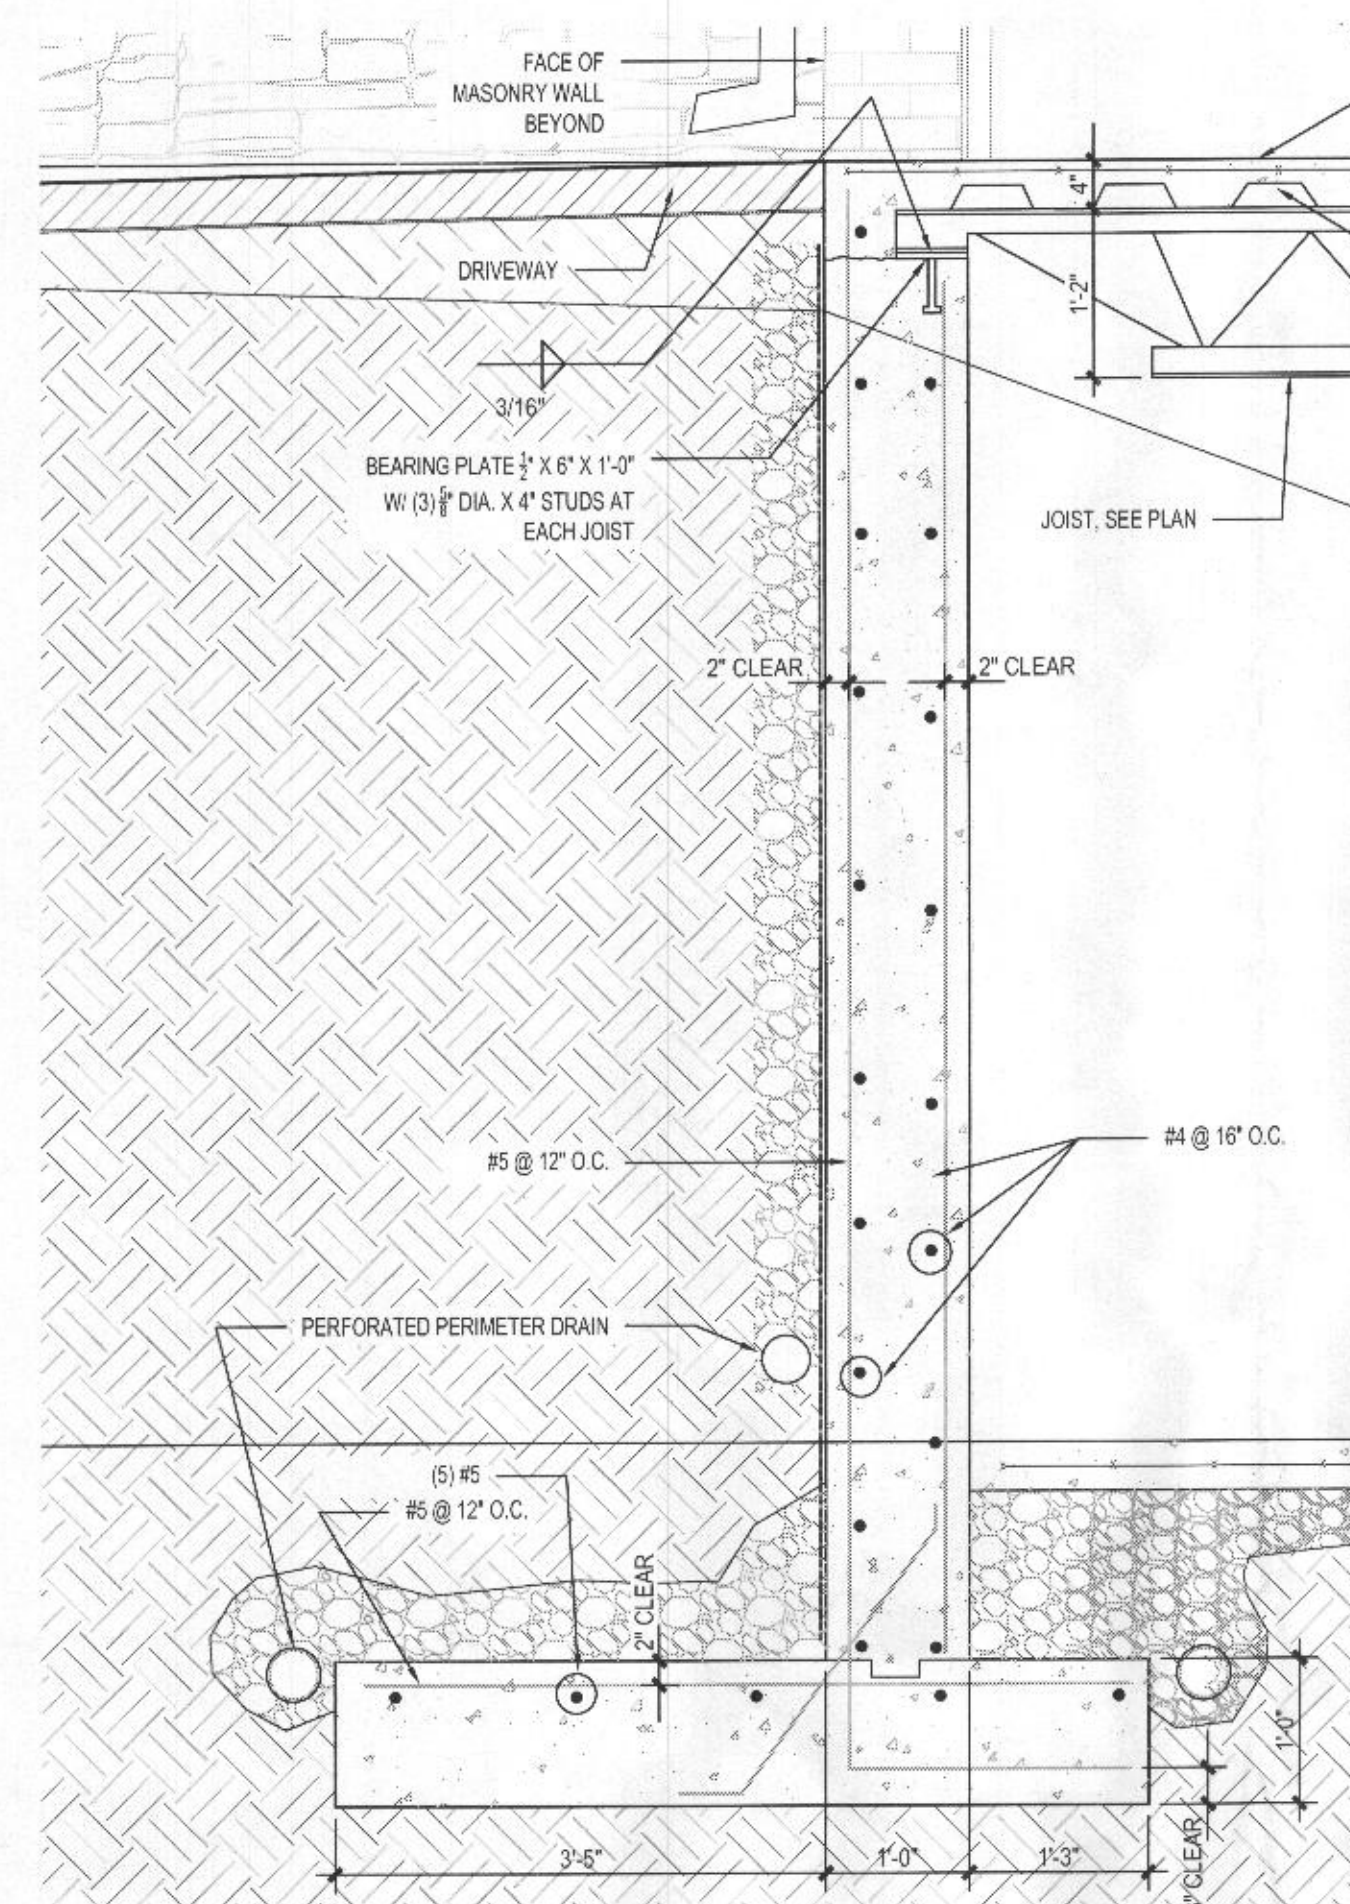 FACE OF
MASONRY WALL
BEYOND
4"
DRIVEWAY
1'-2"
3/16"
BEARING PLATE ½" X 6" X 1'-0"
W/ (3) ⅝" DIA. X 4" STUDS AT
EACH JOIST
JOIST, SEE PLAN
2" CLEAR
2" CLEAR
#4 @ 16" O.C.
#5 @ 12" O.C.
PERFORATED PERIMETER DRAIN
(5) #5
#5 @ 12" O.C.
2" CLEAR
1'-0"
3'-5"
1'-0"
1'-3"
" CLEAR